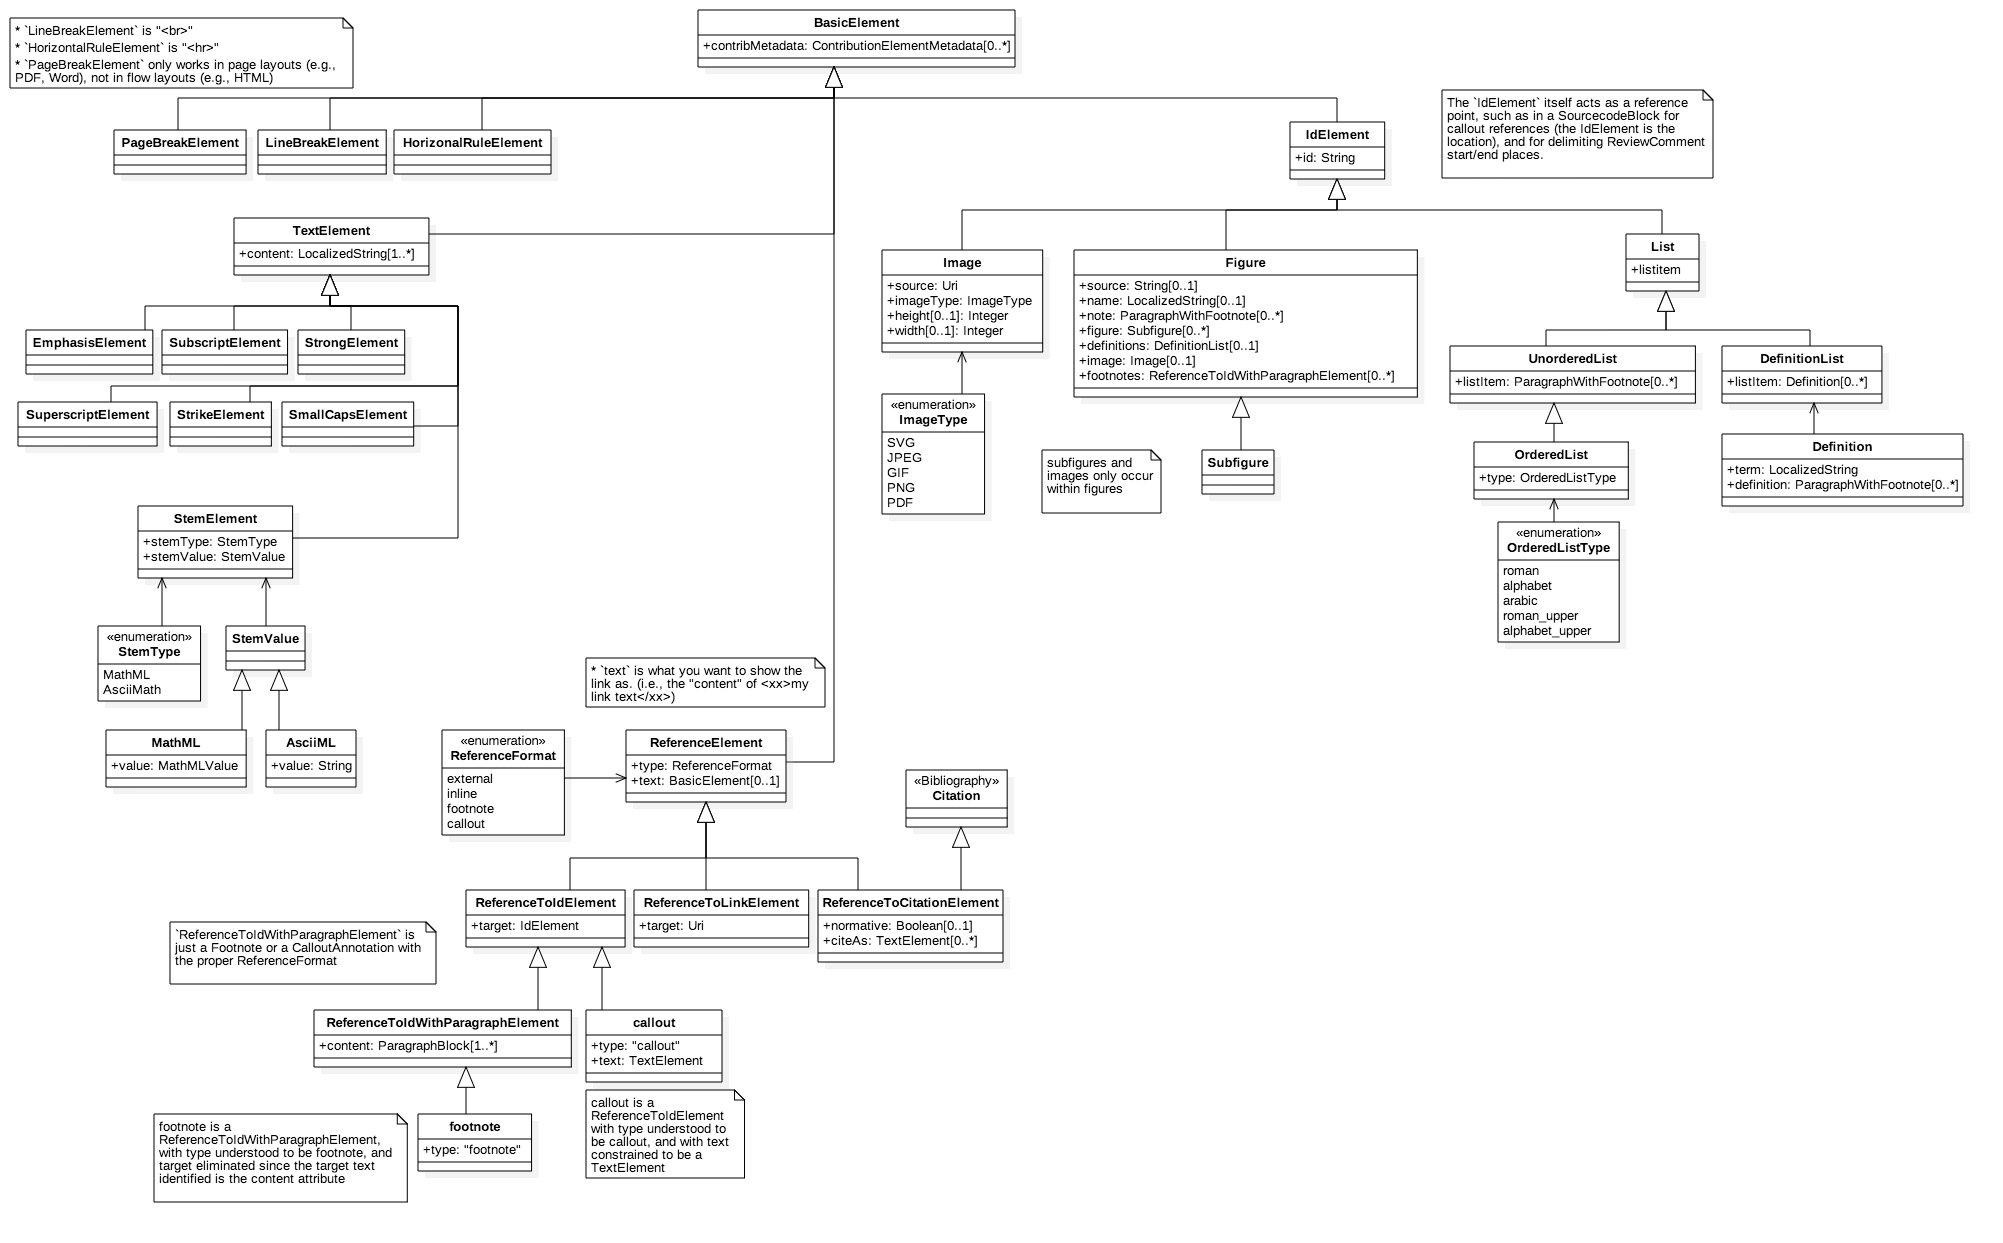 * `LineBreakElement` is "<br>"
* `HorizontalRuleElement` is "<hr>"
* `PageBreakElement` only works in page layouts (e.g.,
PDF, Word), not in flow layouts (e.g., HTML)
BasicElement
+contribMetadata: ContributionElementMetadata[0..*]
PageBreakElement
LineBreakElement
HorizonalRuleElement
IdElement
+id: String
The `IdElement` itself acts as a reference
point, such as in a SourcecodeBlock for
callout references (the IdElement is the
location), and for delimiting ReviewComment
start/end places.
TextElement
+content: LocalizedString[1..*]
EmphasisElement
SubscriptElement
StrongElement
SuperscriptElement
StrikeElement
SmallCapsElement
Image
+source: Uri
+imageType: ImageType
+height[0..1]: Integer
+width[0..1]: Integer
Figure
+source: String[0..1]
+name: LocalizedString[0..1]
+note: ParagraphWithFootnote[0..*]
+figure: Subfigure[0..*]
+definitions: DefinitionList[0..1]
+image: Image[0..1]
+footnotes: ReferenceToIdWithParagraphElement[0..*]
List
+listitem
UnorderedList
+listItem: ParagraphWithFootnote[0..*]
DefinitionList
+listItem: Definition[0..*]
«enumeration»
ImageType
SVG
JPEG
GIF
PNG
PDF
subfigures and
images only occur
within figures
Subfigure
OrderedList
+type: OrderedListType
Definition
+term: LocalizedString
+definition: ParagraphWithFootnote[0..*]
«enumeration»
OrderedListType
roman
alphabet
arabic
roman_upper
alphabet_upper
StemElement
+stemType: StemType
+stemValue: StemValue
«enumeration»
StemType
MathML
AsciiMath
StemValue
MathML
+value: MathMLValue
AsciiML
+value: String
* `text` is what you want to show the
link as. (i.e., the "content" of <xx>my
link text</xx>)
«enumeration»
ReferenceFormat
external
inline
footnote
callout
ReferenceElement
+type: ReferenceFormat
+text: BasicElement[0..1]
«Bibliography»
Citation
ReferenceToIdElement
+target: IdElement
ReferenceToLinkElement
+target: Uri
ReferenceToCitationElement
+normative: Boolean[0..1]
+citeAs: TextElement[0..*]
`ReferenceToIdWithParagraphElement` is
just a Footnote or a CalloutAnnotation with
the proper ReferenceFormat
ReferenceToIdWithParagraphElement
+content: ParagraphBlock[1..*]
callout
+type: "callout"
+text: TextElement
footnote is a
ReferenceToIdWithParagraphElement,
with type understood to be footnote, and
target eliminated since the target text
identified is the content attribute
footnote
+type: "footnote"
callout is a
ReferenceToIdElement
with type understood to
be callout, and with text
constrained to be a
TextElement